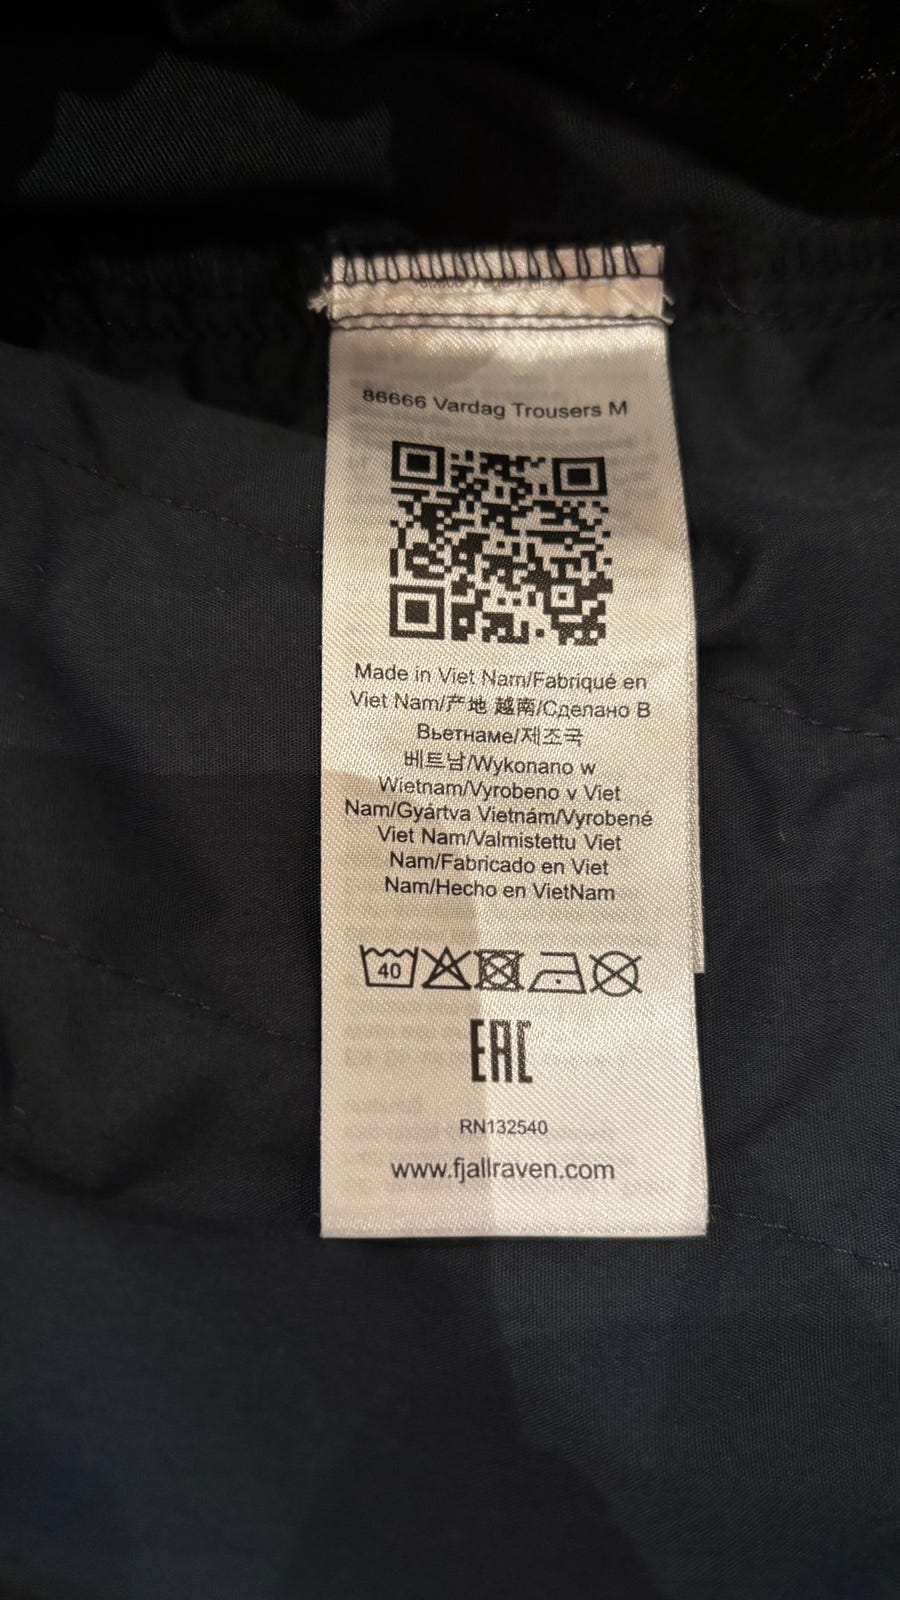 86666 Vardag Trousers M
Made in Viet Nam/Fabriqué en
Viet Nam/产地 越南/Сделано В
Вьетнаме/제조국
베트남/Wykonano w
Wietnam/Vyrobeno v Viet
Nam/Gyártva Vietnám/Vyrobené
Viet Nam/Valmistettu Viet
Nam/Fabricado en Viet
Nam/Hecho en VietNam
40
EAC
RN132540
www.fjallraven.com